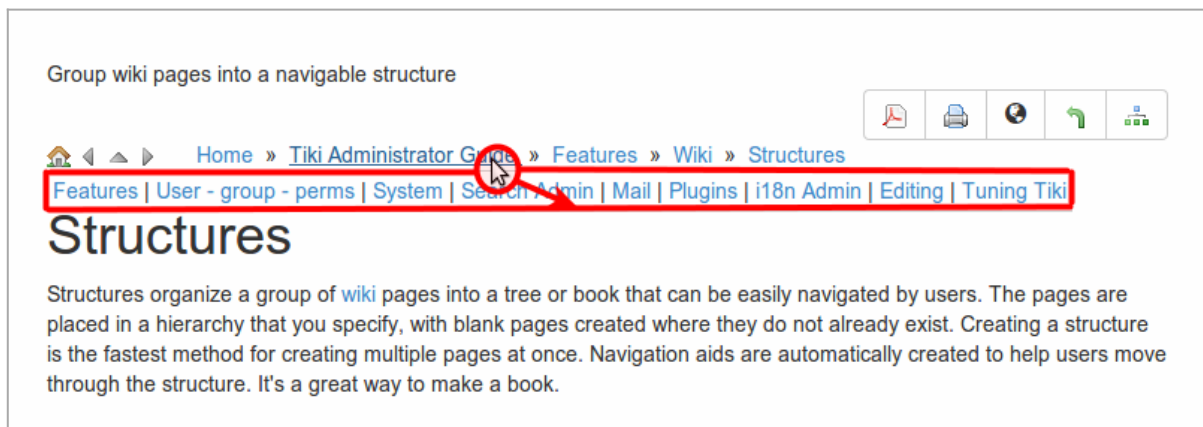 Group wiki pages into a navigable structure
Home » Tiki Administrator Guide » Features » Wiki » Structures
Features | User - group - perms | System | Search Admin | Mail | Plugins | i18n Admin | Editing | Tuning Tiki
Structures
Structures organize a group of wiki pages into a tree or book that can be easily navigated by users. The pages are
placed in a hierarchy that you specify, with blank pages created where they do not already exist. Creating a structure
is the fastest method for creating multiple pages at once. Navigation aids are automatically created to help users move
through the structure. It's a great way to make a book.